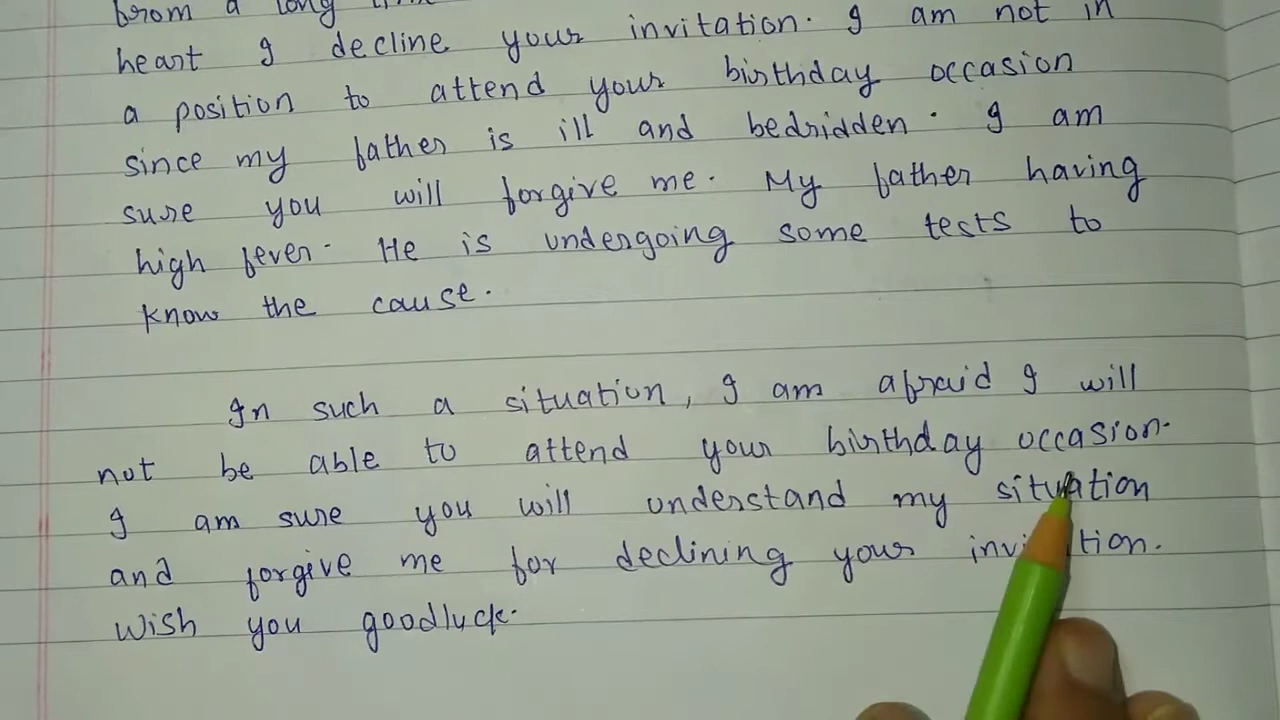 from a long
heart I decline your invitation. I am not in
a position to attend your birthday occasion
since my father is ill and bedridden. I am
sure you will forgive me. My father having
high fever. He is undergoing some tests to
know the cause.
In such a situation, I am afraid I will
not be able to attend your birthday occasion.
I am sure you will understand my situation
and forgive me for declining your invitation.
Wish you goodluck.